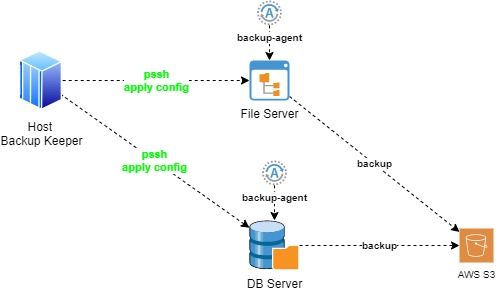 backup-agent
pssh
apply config
File Server
Host
Backup Keeper
backup
pssh
apply config
A
backup-agent
backup
DB Server
AWS S3
A